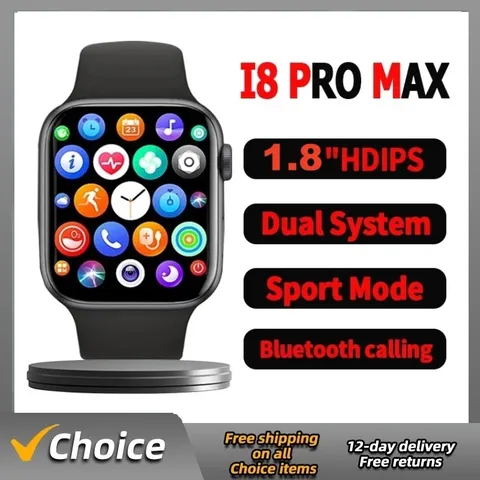 I8 PRO MAX
1.8"HDIPS
Dual System
Sport Mode
Bluetooth calling
23
Choice
Free shipping
on all
Choice items
12-day delivery
Free returns